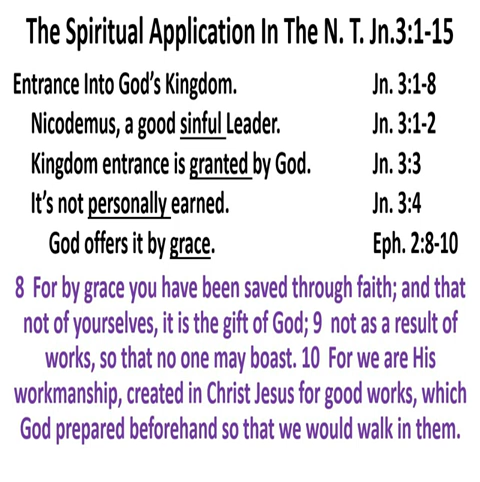 The Spiritual Application In The N. T. Jn.3:1-15
Entrance Into God's Kingdom. Jn. 3:1-8
Nicodemus, a good sinful Leader. Jn. 3:1-2
Kingdom entrance is granted by God. Jn. 3:3
It's not personally earned. Jn. 3:4
God offers it by grace. Eph. 2:8-10
8 For by grace you have been saved through faith; and that
not of yourselves, it is the gift of God; 9 not as a result of
works, so that no one may boast. 10 For we are His
workmanship, created in Christ Jesus for good works, which
God prepared beforehand so that we would walk in them.